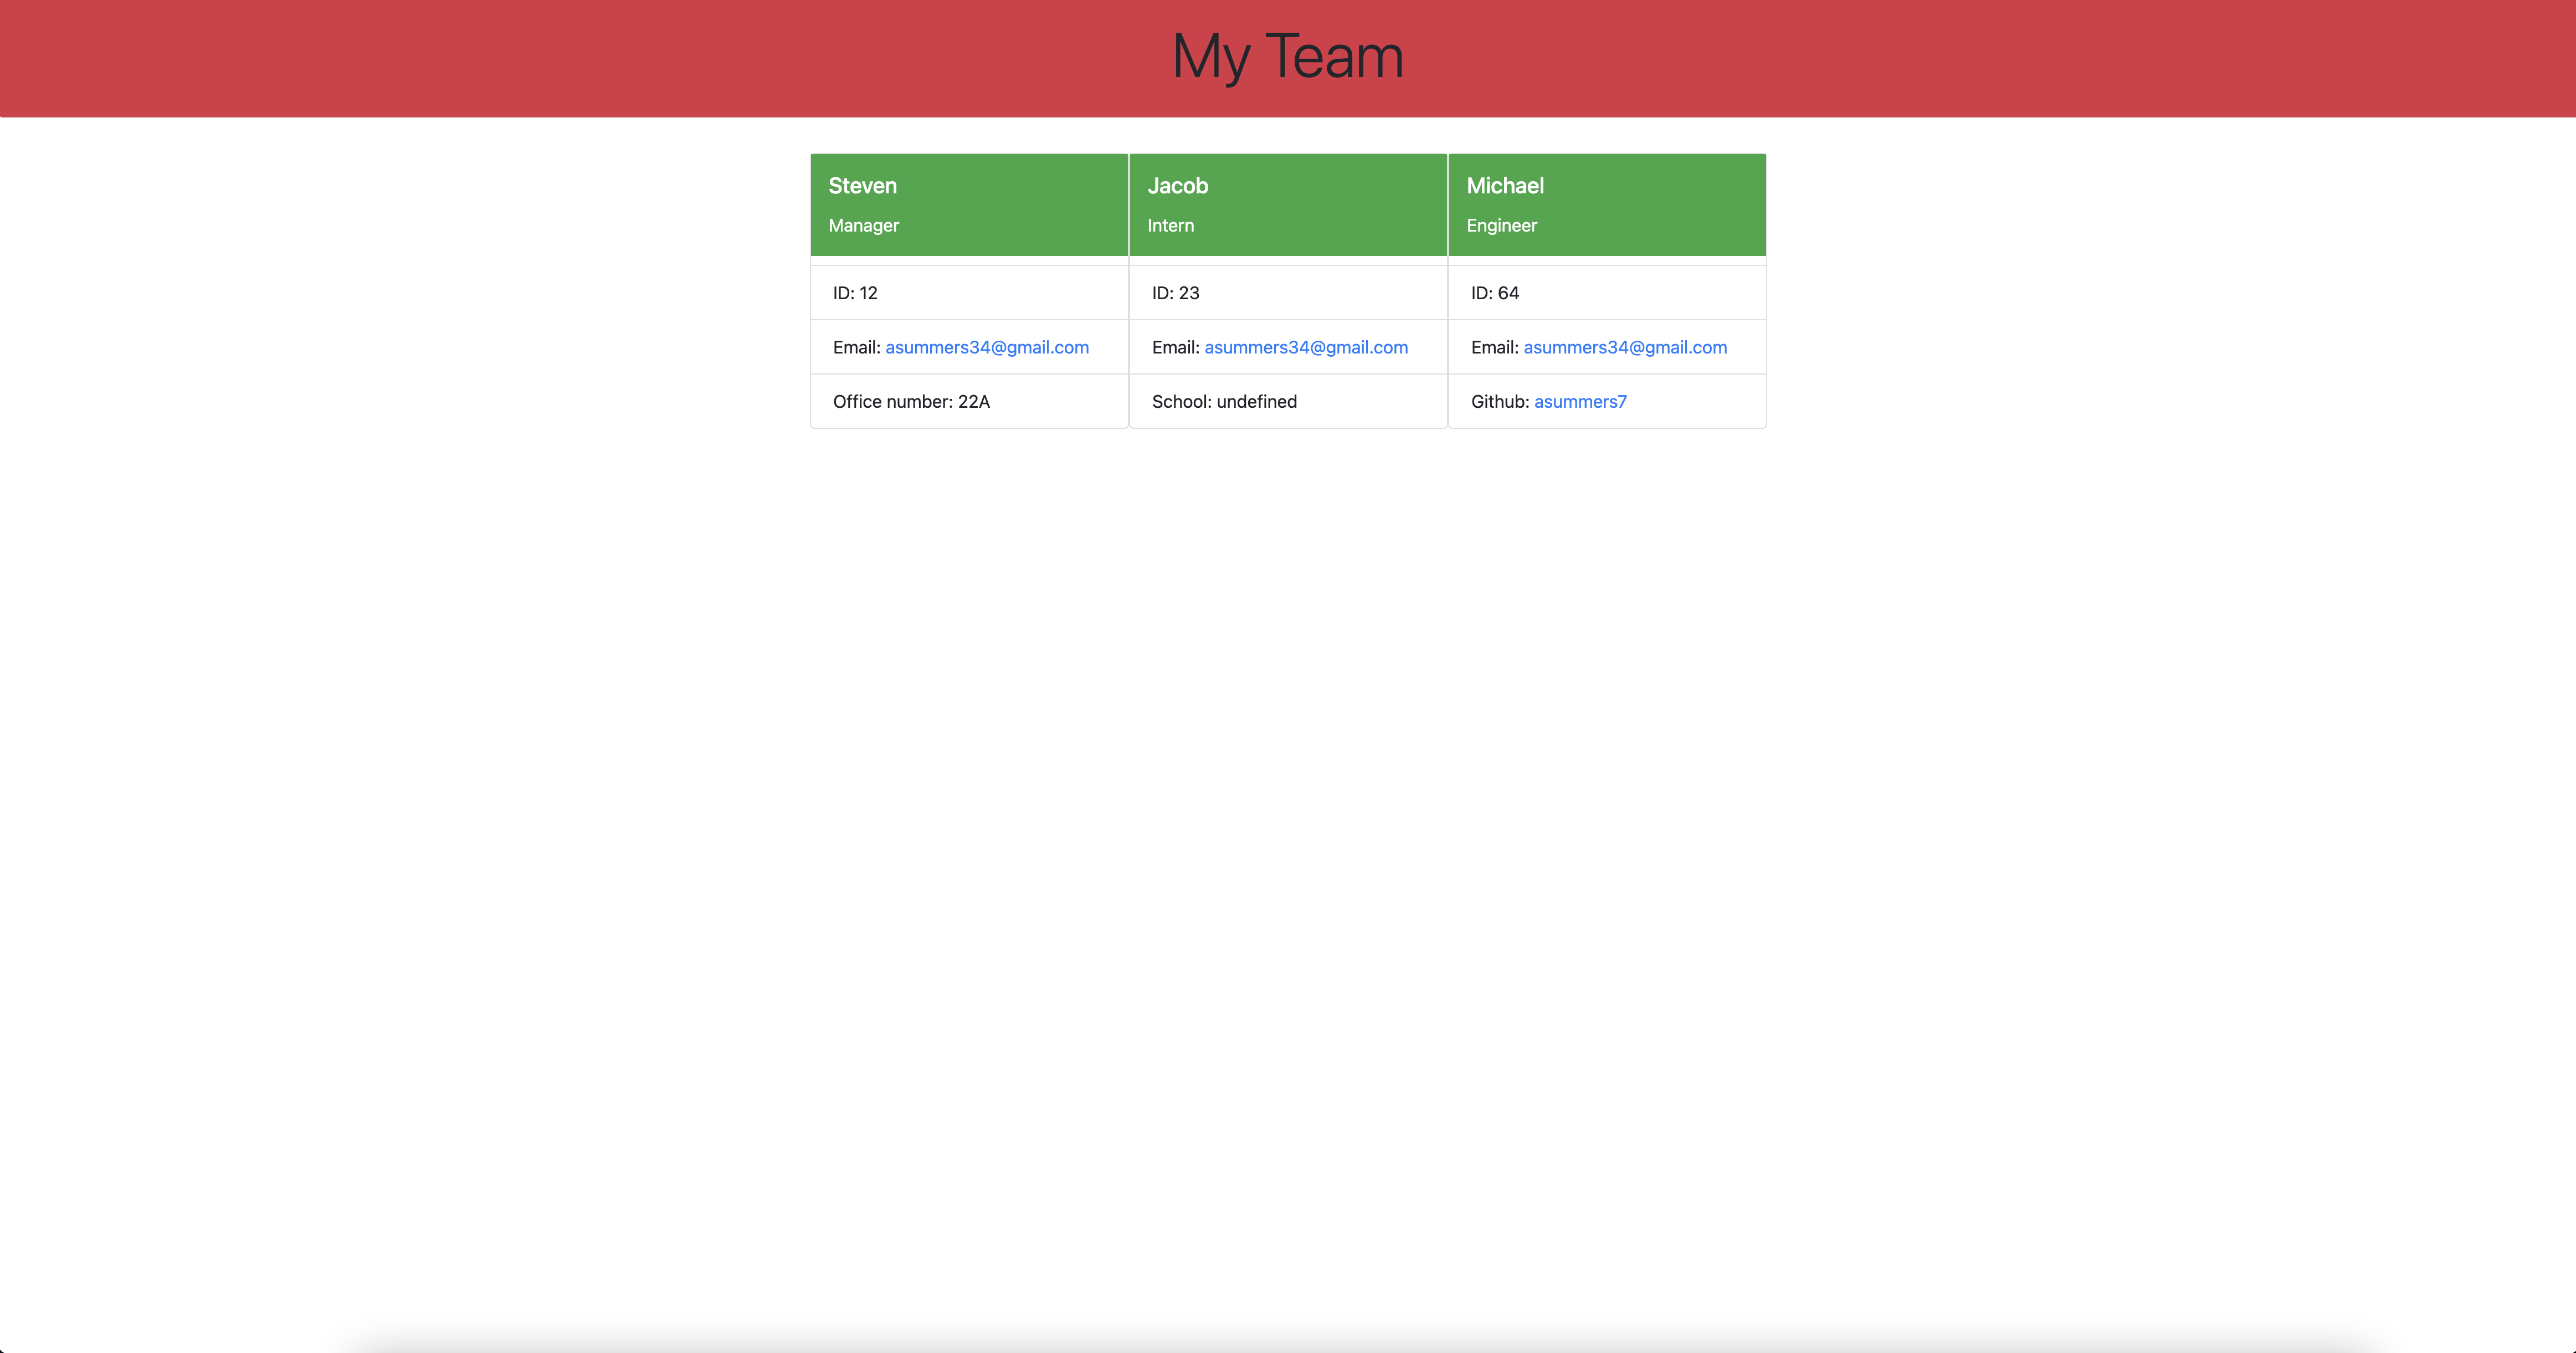 My Team
Steven
Manager
ID: 12
Email: asummers34@gmail.com
Office number: 22A
Jacob
Intern
ID: 23
Email: asummers34@gmail.com
School: undefined
Michael
Engineer
ID: 64
Email: asummers34@gmail.com
Github: asummers7